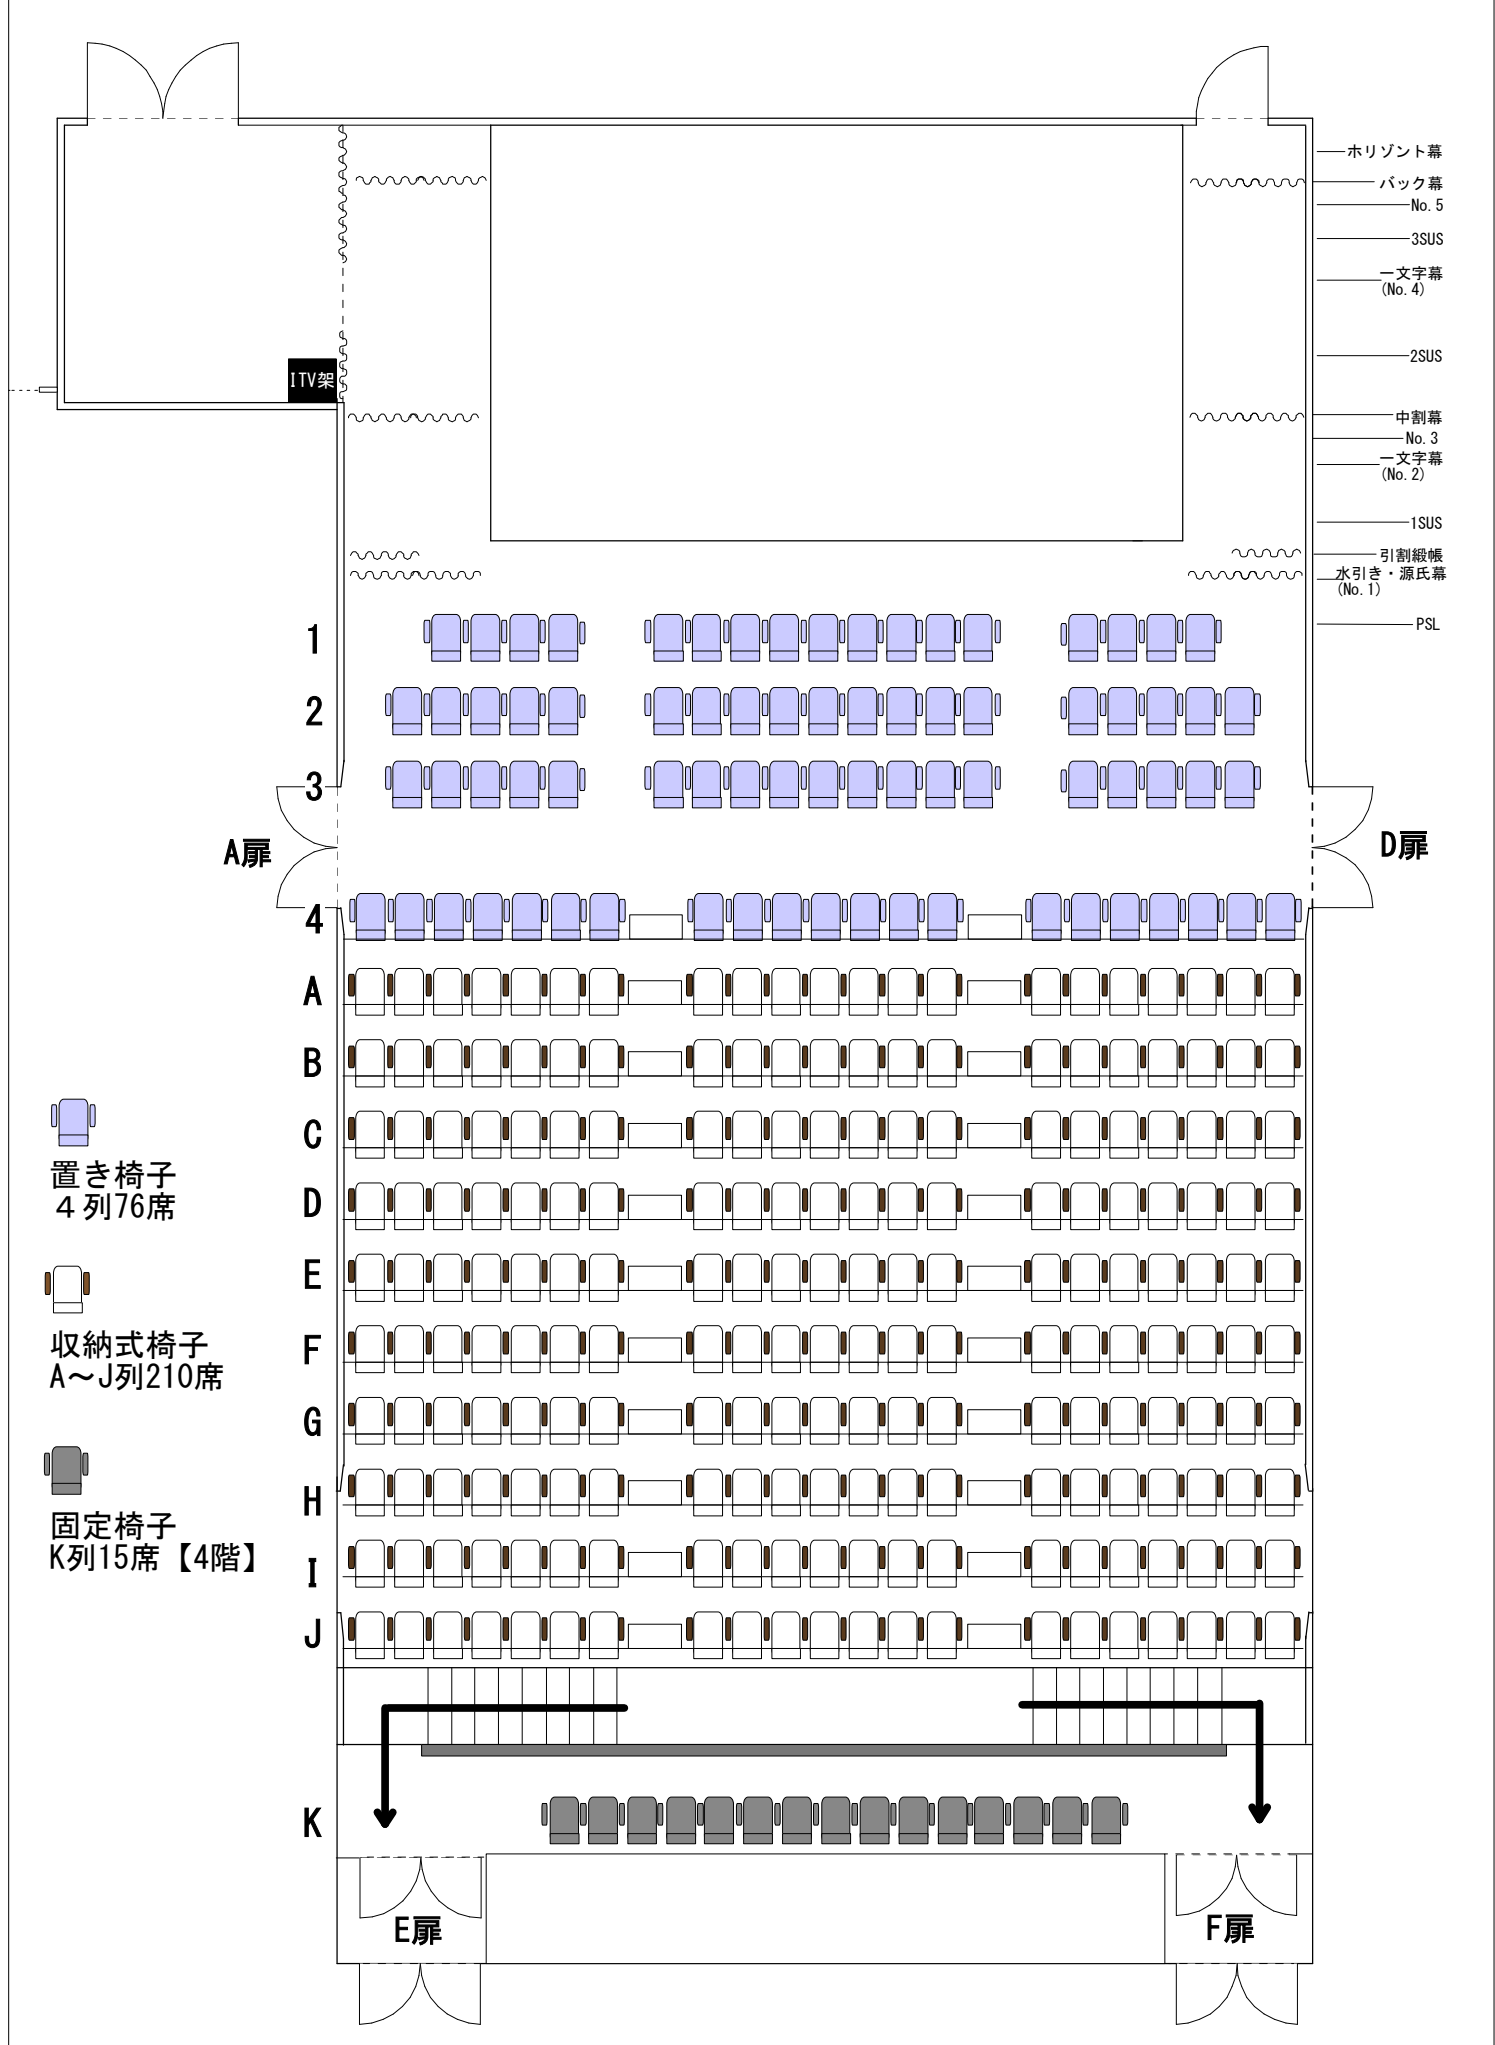 ホリゾント幕
バック幕
No.5
3SUS
一文字幕
(No.4)
2SUS
ITV架
中割幕
No.3
一文字幕
(No.2)
1SUS
引割緞帳
水引き・源氏幕
(No.1)
PSL
1
2
3
A扉
D扉
4
A
B
C
D
E
F
G
H
I
J
K
置き椅子
４列76席
収納式椅子
A～J列210席
固定椅子
K列15席【4階】
E扉
F扉